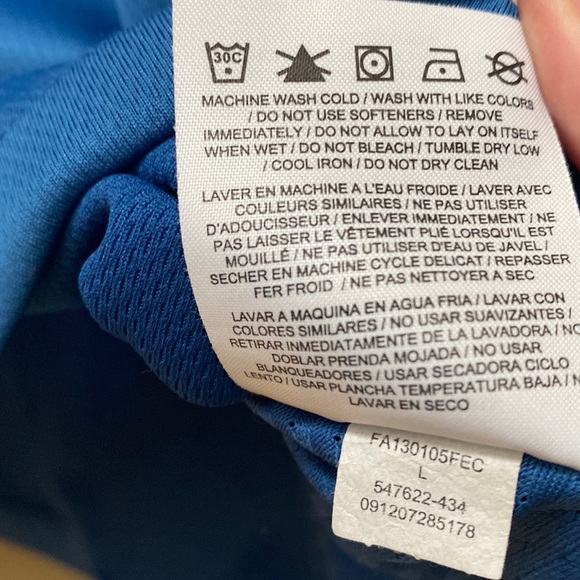 30C
MACHINE WASH COLD / WASH WITH LIKE COLORS
/ DO NOT USE SOFTENERS / REMOVE
IMMEDIATELY / DO NOT ALLOW TO LAY ON ITSELF
WHEN WET / DO NOT BLEACH / TUMBLE DRY LOW
/ COOL IRON / DO NOT DRY CLEAN
LAVER EN MACHINE A L'EAU FROIDE / LAVER AVEC
COULEURS SIMILAIRES / NE PAS UTILISER
D'ADOUCISSEUR / ENLEVER IMMEDIATEMENT / NE
PAS LAISSER LE VÊTEMENT PLIÉ LORSQU'IL EST
MOUILLÉ / NE PAS UTILISER D'EAU DE JAVEL /
SECHER EN MACHINE CYCLE DELICAT / REPASSER
FER FROID / NE PAS NETTOYER A SEC
LAVAR A MAQUINA EN AGUA FRIA / LAVAR CON
COLORES SIMILARES / NO USAR SUAVIZANTES /
RETIRAR INMEDIATAMENTE DE LA LAVADORA / NO
DOBLAR PRENDA MOJADA / NO USAR
BLANQUEADORES / USAR SECADORA CICLO
LENTO / USAR PLANCHA TEMPERATURA BAJA / N
LAVAR EN SECO
FA130105FEC
L
547622-434
091207285178